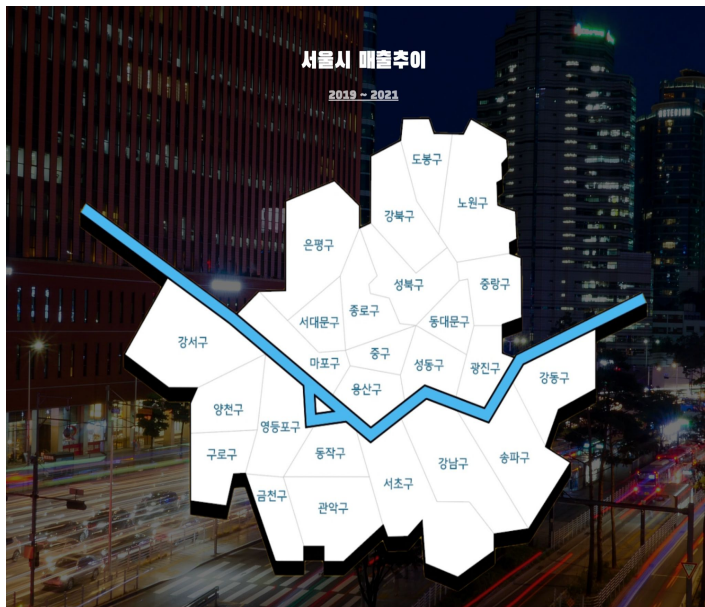 서울시 매출추이
2019 ~ 2021
도봉구
노원구
강북구
은평구
성북구
중랑구
종로구
서대문구
동대문구
강서구
중구
마포구
성동구
광진구
강동구
용산구
양천구
영등포구
동작구
구로구
송파구
강남구
서초구
금천구
관악구